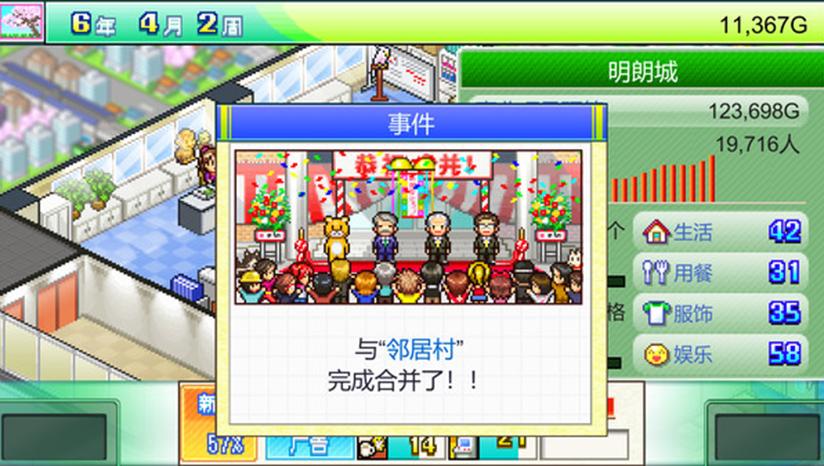 6年 4月 2周
11,367G
明朗城
123,698G
19,716人
事件
恭 并!
与“邻居村”
完成合并了！！
个
格
生活 42
用餐 31
服饰 35
娱乐 58
新
57%
广告
14
21